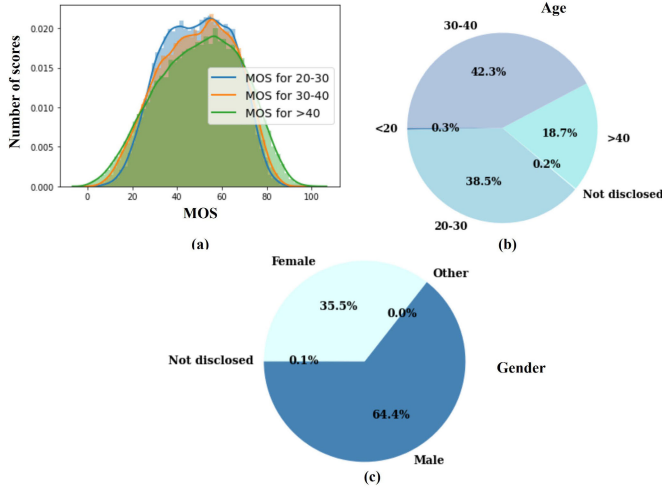 Number of scores
0.020
0.015
0.010
0.005
0.000
0
20
40
60
80
100
MOS
MOS for 20-30
MOS for 30-40
MOS for >40
(a)
Age
30-40
42.3%
<20
0.3%
18.7%
>40
0.2%
Not disclosed
38.5%
20-30
(b)
Female
Other
35.5%
0.0%
Not disclosed
0.1%
Gender
64.4%
Male
(c)